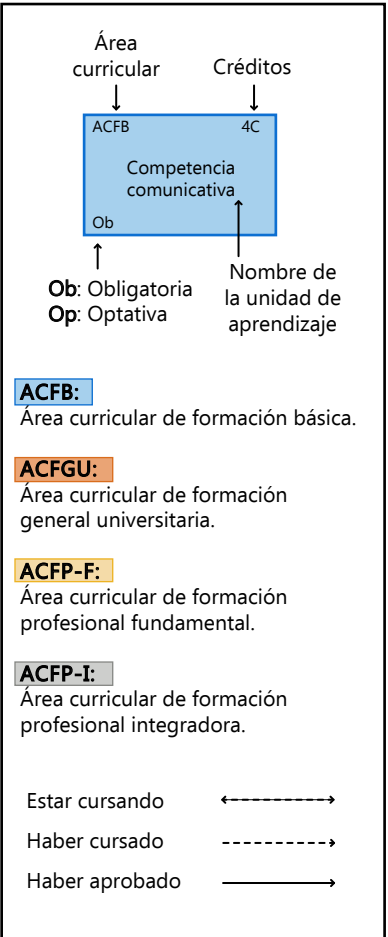 Área
curricular
Créditos
ACFB
4C
Competencia
comunicativa
Ob
Ob: Obligatoria
Op: Optativa
Nombre de
la unidad de
aprendizaje
ACFB:
Área curricular de formación básica.
ACFGU:
Área curricular de formación
general universitaria.
ACFP-F:
Área curricular de formación
profesional fundamental.
ACFP-I:
Área curricular de formación
profesional integradora.
Estar cursando
Haber cursado
Haber aprobado